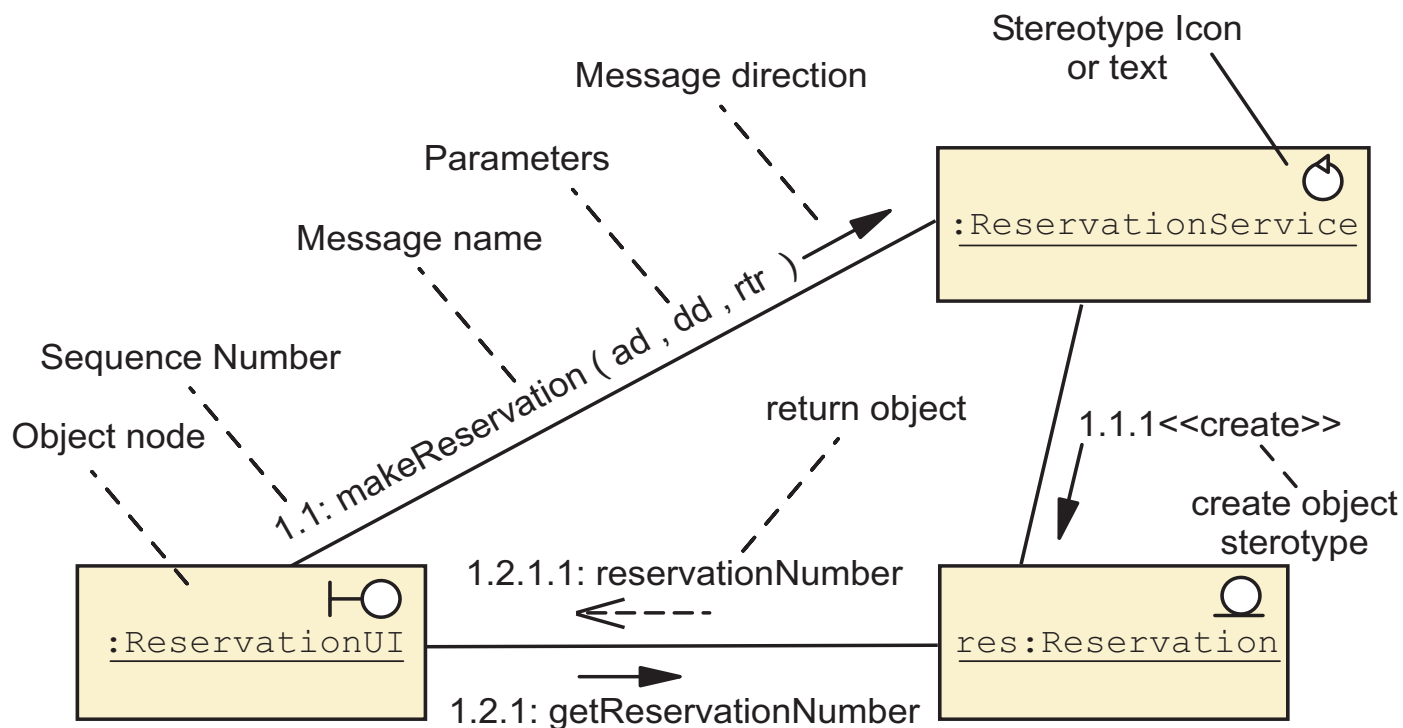 Stereotype Icon
or text
Message direction
Parameters
:ReservationService
Message name
Sequence Number
1.1: makeReservation ( ad , dd , rtr )
return object
1.1.1<<create>>
Object node
create object
sterotype
1.2.1.1: reservationNumber
:ReservationUI
res:Reservation
1.2.1: getReservationNumber